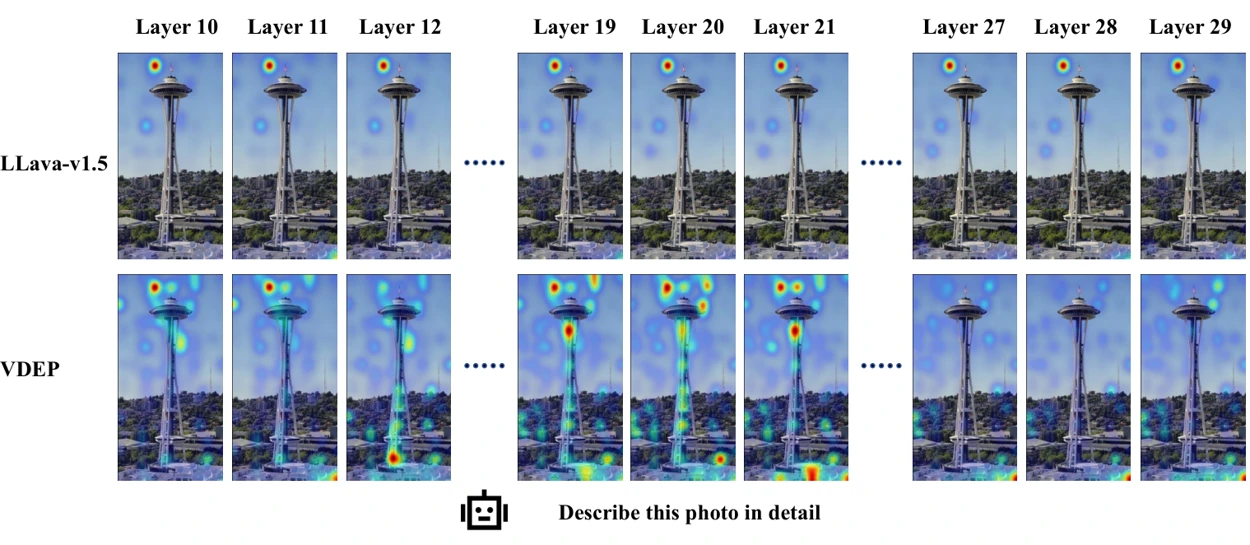 Layer 10 Layer 11 Layer 12 Layer 19 Layer 20 Layer 21 Layer 27 Layer 28 Layer 29
LLava-v1.5
VDEP
Describe this photo in detail